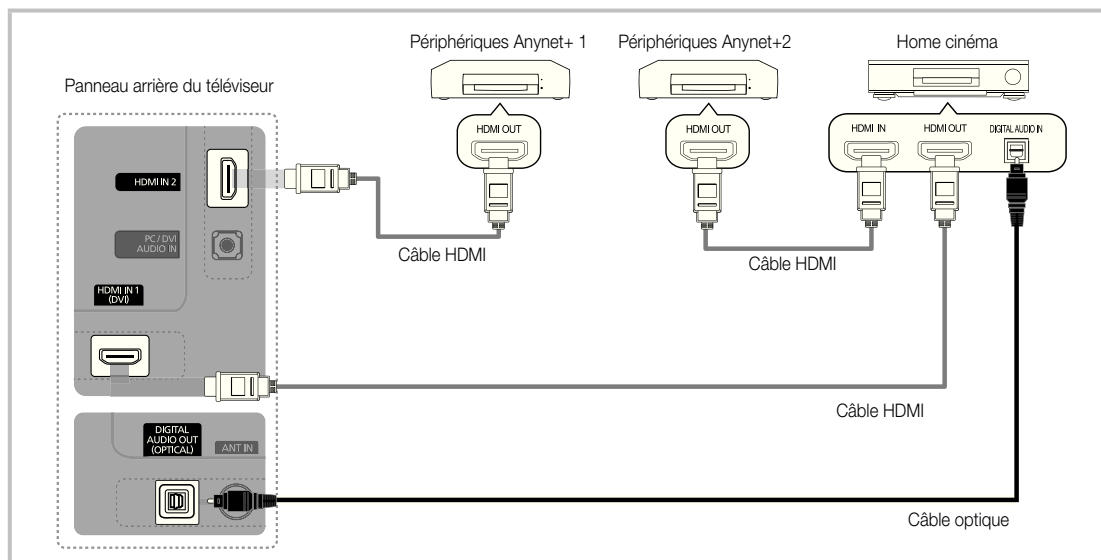 Périphériques Anynet+ 1
Périphériques Anynet+2
Home cinéma
Panneau arrière du téléviseur
HDMI OUT
HDMI OUT
HDMI IN
HDMI OUT
DIGITAL AUDIO IN
HDMI IN 2
PC / DVI
AUDIO IN
Câble HDMI
Câble HDMI
HDMI IN 1
(DVI)
Câble HDMI
DIGITAL
AUDIO OUT
(OPTICAL)
ANT IN
Câble optique